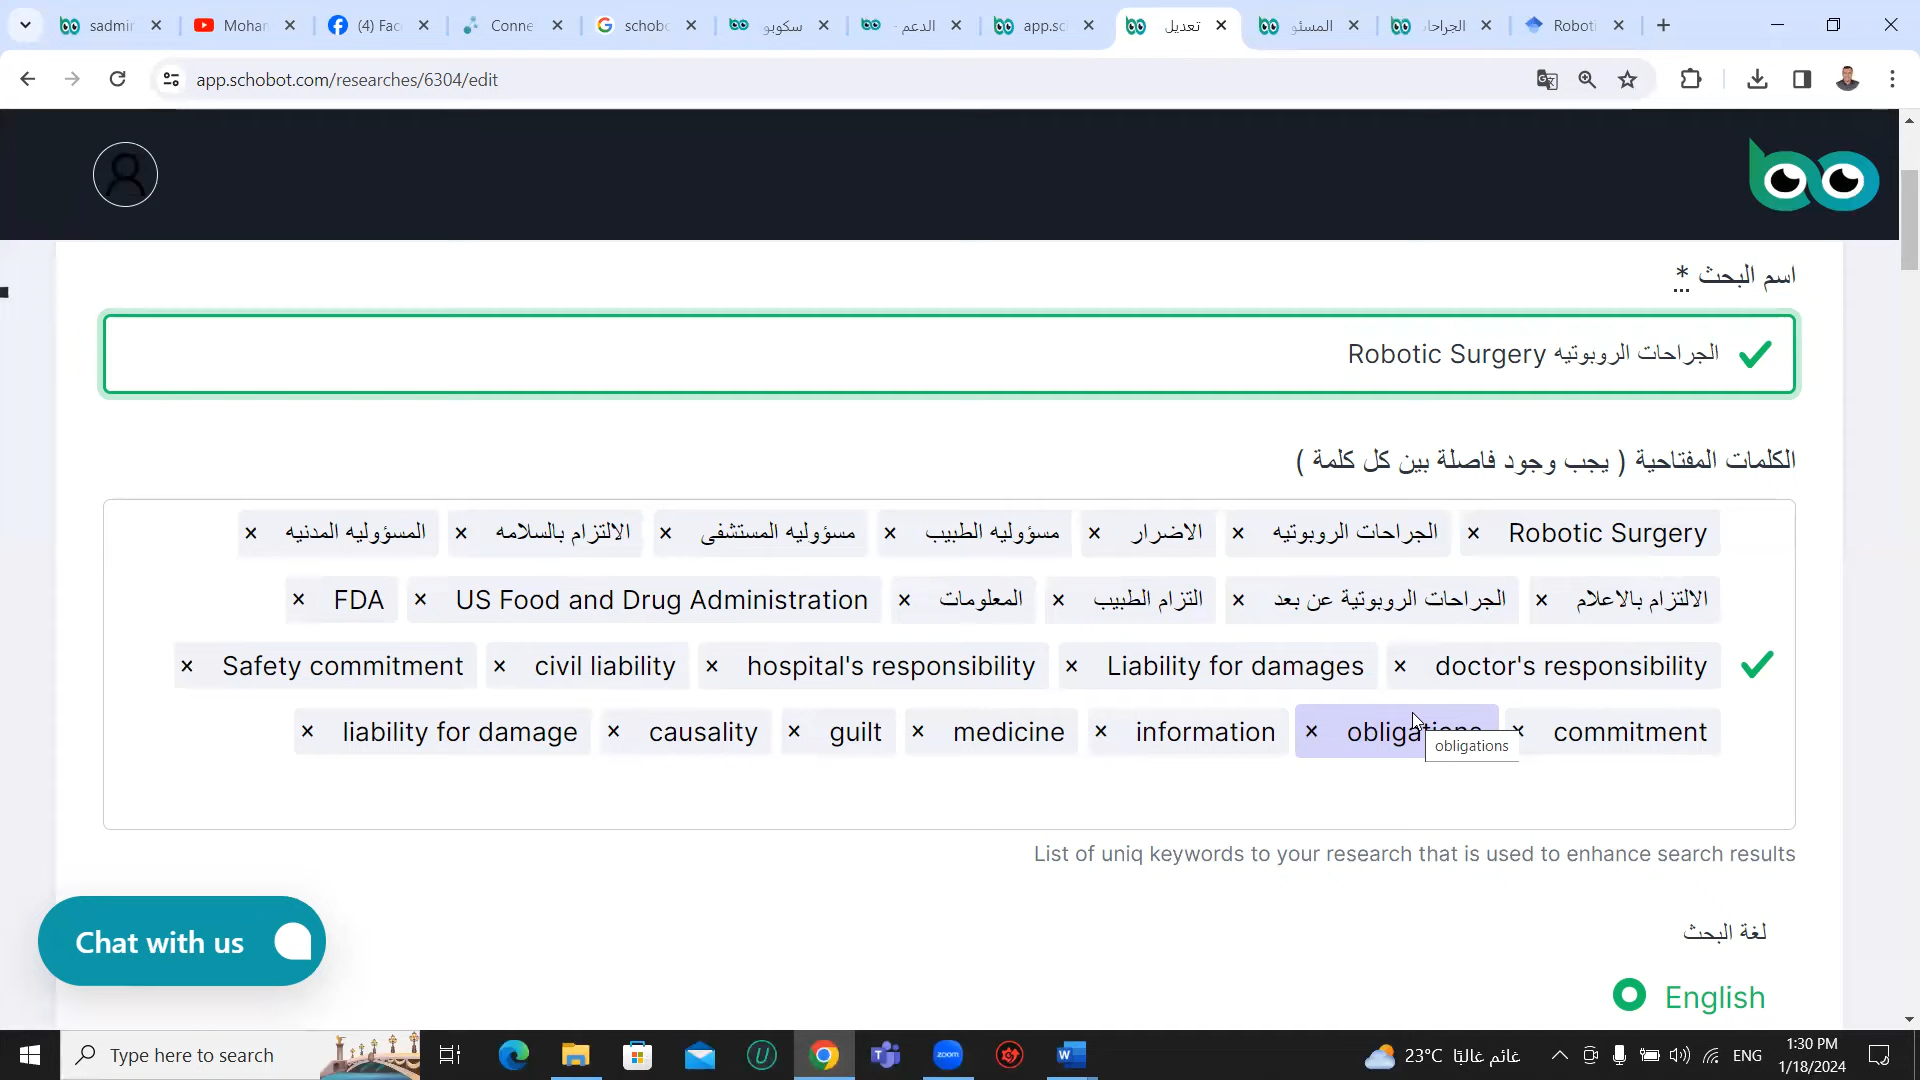 sadmir
Mohan
(4) Fac
Conne
schobo
سكوبو
الدعم -
app.sc
تعديل
المسئو
الجراحا
Roboti
app.schobot.com/researches/6304/edit
اسم البحث *
الجراحات الروبوتيه Robotic Surgery
الكلمات المفتاحية ( يجب وجود فاصلة بين كل كلمة )
Robotic Surgery × الجراحات الروبوتيه × الاضرار × مسؤوليه الطبيب × مسؤوليه المستشفى × الالتزام بالسلامه × المسؤوليه المدنيه ×
الالتزام بالاعلام × الجراحات الروبوتية عن بعد × التزام الطبيب × المعلومات × US Food and Drug Administration × FDA ×
doctor's responsibility × Liability for damages × hospital's responsibility × civil liability × Safety commitment ×
commitment × obligations × information × medicine × guilt × causality × liability for damage ×
obligations
List of uniq keywords to your research that is used to enhance search results
لغة البحث
English
Chat with us
Type here to search
zoom
23°C غائم غالبًا
ENG
1:30 PM
1/18/2024